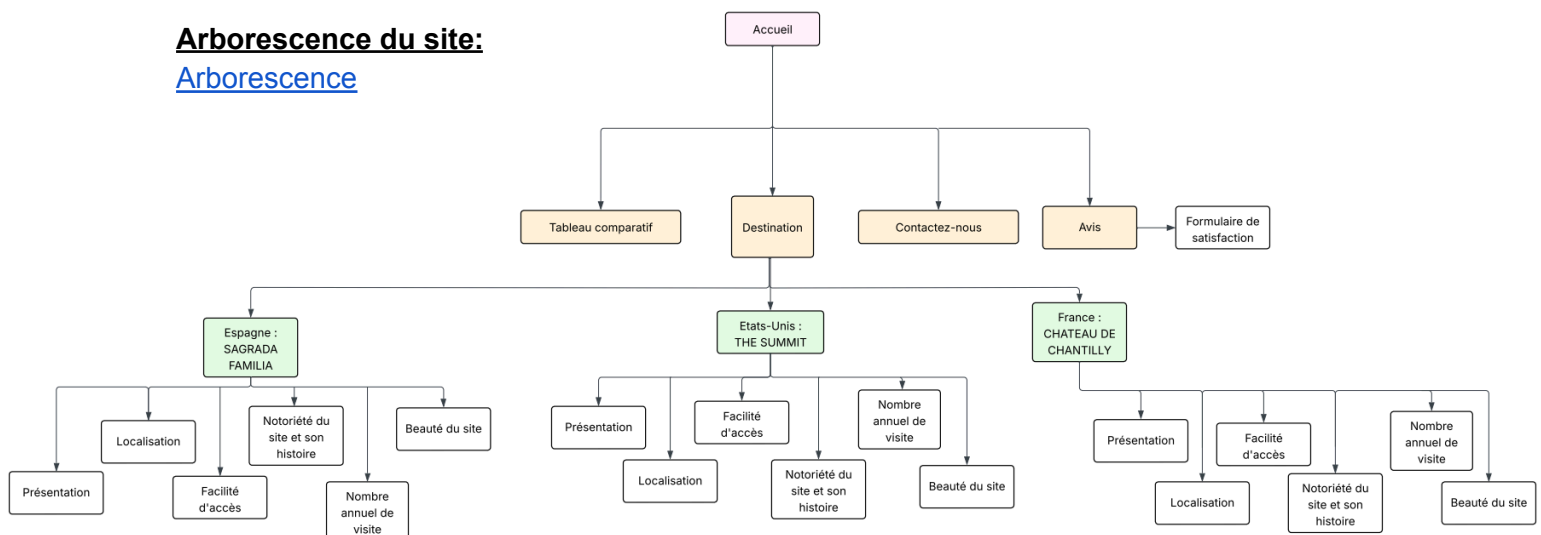 Arborescence du site:
Arborescence
Accueil
Tableau comparatif
Destination
Contactez-nous
Avis
Formulaire de
satisfaction
Espagne :
SAGRADA
FAMILIA
Etats-Unis :
THE SUMMIT
France :
CHATEAU DE
CHANTILLY
Présentation
Localisation
Facilité
d'accès
Notoriété du
site et son
histoire
Nombre
annuel de
visite
Beauté du site
Présentation
Localisation
Facilité
d'accès
Notoriété du
site et son
histoire
Nombre
annuel de
visite
Beauté du site
Présentation
Localisation
Facilité
d'accès
Notoriété du
site et son
histoire
Nombre
annuel de
visite
Beauté du site